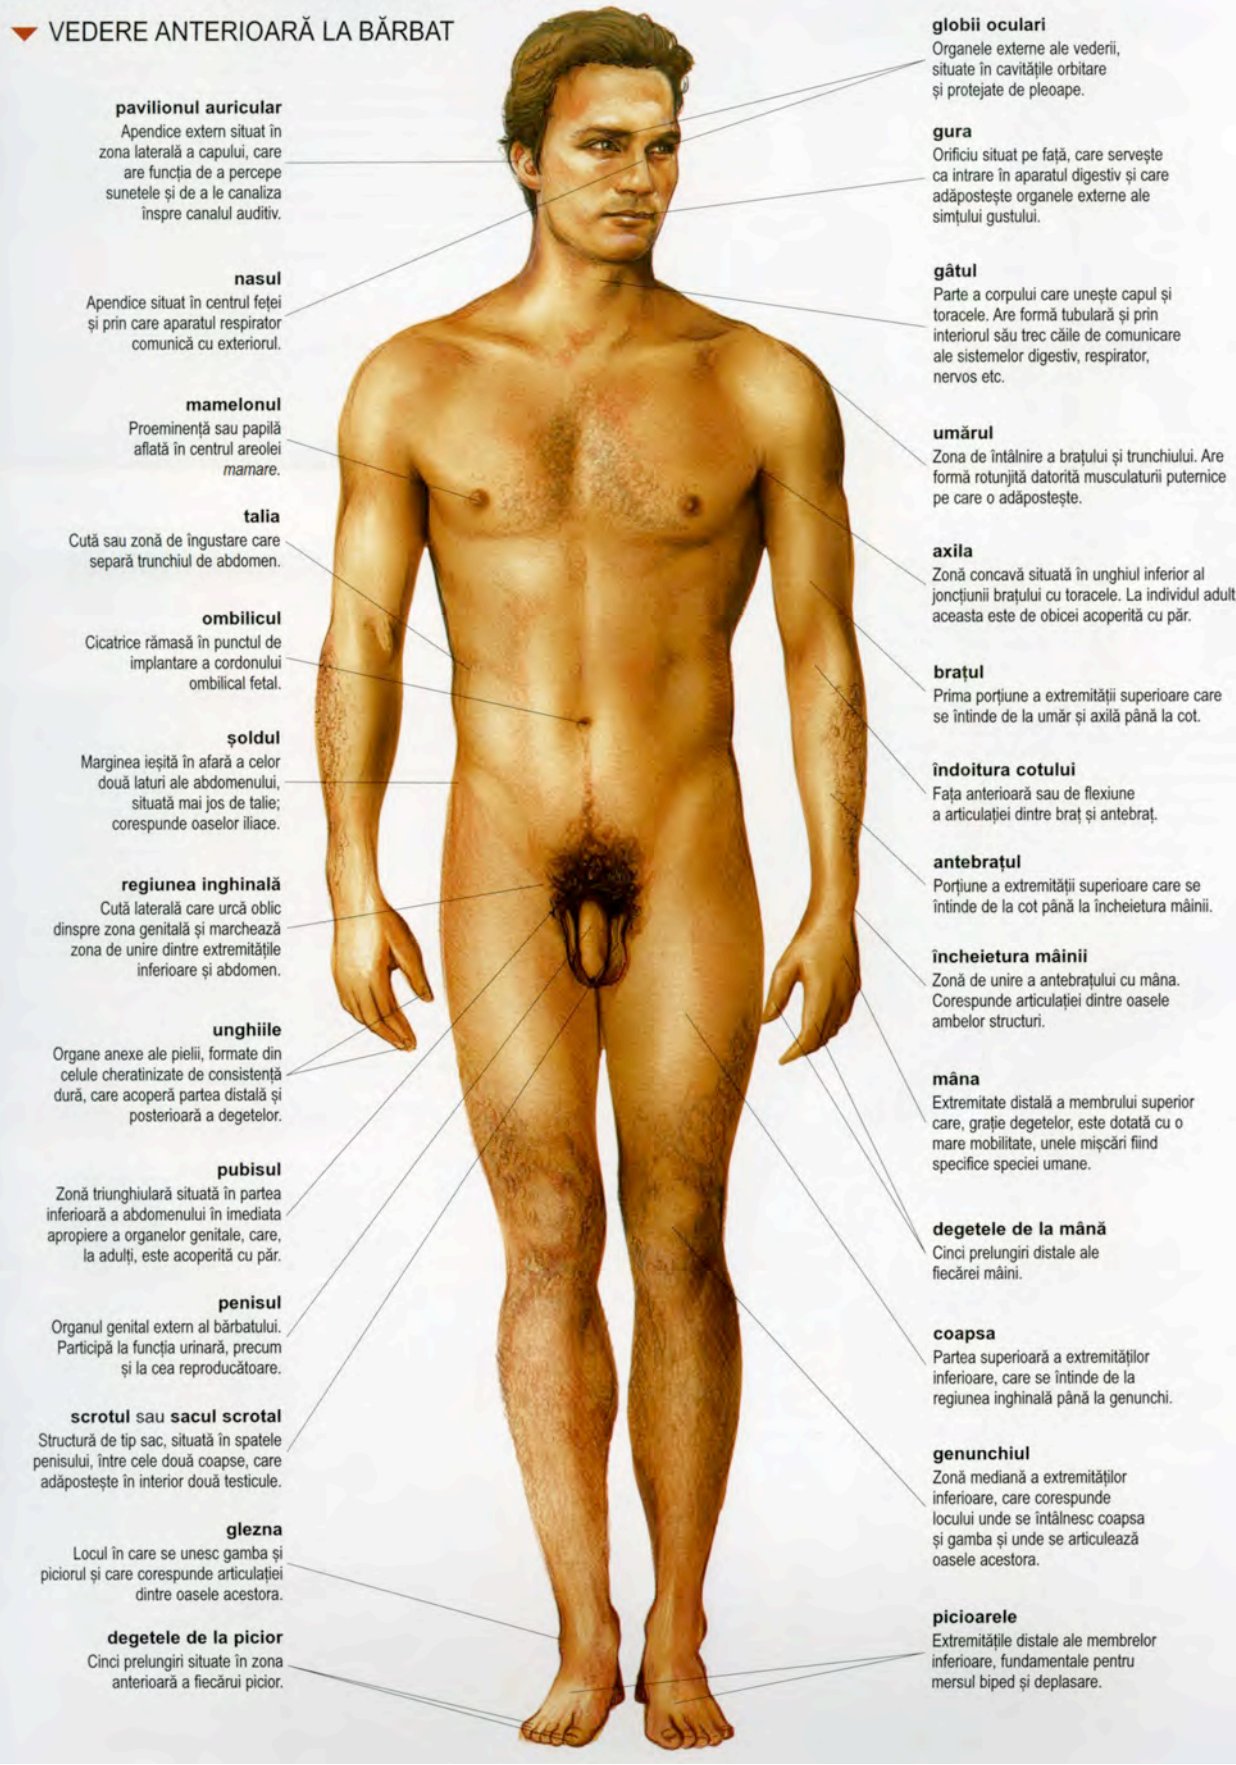 VEDERE ANTERIOARĂ LA BĂRBAT
pavilionul auricular
Apendice extern situat în
zona laterală a capului, care
are funcția de a percepe
sunetele și de a le canaliza
înspre canalul auditiv.
nasul
Apendice situat în centrul feței
și prin care aparatul respirator
comunică cu exteriorul.
mamelonul
Proeminență sau papilă
aflată în centrul areolei
mamare.
talia
Cută sau zonă de îngustare care
separă trunchiul de abdomen.
ombilicul
Cicatrice rămasă în punctul de
implantare a cordonului
ombilical fetal.
șoldul
Marginea ieșită în afară a celor
două laturi ale abdomenului,
situată mai jos de talie;
corespunde oaselor iliace.
regiunea inghinală
Cută laterală care urcă oblic
dinspre zona genitală și marchează
zona de unire dintre extremitățile
inferioare și abdomen.
unghiile
Organe anexe ale pielii, formate din
celule cheratinizate de consistență
dură, care acoperă partea distală și
posterioară a degetelor.
pubisul
Zonă triunghiulară situată în partea
inferioară a abdomenului în imediata
apropiere a organelor genitale, care,
la adulți, este acoperită cu păr.
penisul
Organul genital extern al bărbatului.
Participă la funcția urinară, precum
și la cea reproducătoare.
scrotul sau sacul scrotal
Structură de tip sac, situată în spatele
penisului, între cele două coapse, care
adăpostește în interior două testicule.
glezna
Locul în care se unesc gamba și
piciorul și care corespunde articulației
dintre oasele acestora.
degetele de la picior
Cinci prelungiri situate în zona
anterioară a fiecărui picior.
globii oculari
Organele externe ale vederii,
situate în cavitățile orbitare
și protejate de pleoape.
gura
Orificiu situat pe față, care servește
ca intrare în aparatul digestiv și care
adăpostește organele externe ale
simțului gustului.
gâtul
Parte a corpului care unește capul și
toracele. Are formă tubulară și prin
interiorul său trec căile de comunicare
ale sistemelor digestiv, respirator,
nervos etc.
umărul
Zona de întâlnire a brațului și trunchiului. Are
formă rotunjită datorită musculaturii puternice
pe care o adăpostește.
axila
Zonă concavă situată în unghiul inferior al
joncțiunii brațului cu toracele. La individul adult
aceasta este de obicei acoperită cu păr.
brațul
Prima porțiune a extremității superioare care
se întinde de la umăr și axilă până la cot.
îndoitura cotului
Fața anterioară sau de flexiune
a articulației dintre braț și antebraț.
antebrațul
Porțiune a extremității superioare care se
întinde de la cot până la încheietura mâinii.
încheietura mâinii
Zonă de unire a antebrațului cu mâna.
Corespunde articulației dintre oasele
ambelor structuri.
mâna
Extremitate distală a membrului superior
care, grație degetelor, este dotată cu o
mare mobilitate, unele mișcări fiind
specifice speciei umane.
degetele de la mână
Cinci prelungiri distale ale
fiecărei mâini.
coapsa
Partea superioară a extremităților
inferioare, care se întinde de la
regiunea inghinală până la genunchi.
genunchiul
Zonă mediană a extremităților
inferioare, care corespunde
locului unde se întâlnesc coapsa
și gamba și unde se articulează
oasele acestora.
picioarele
Extremitățile distale ale membrelor
inferioare, fundamentale pentru
mersul biped și deplasare.